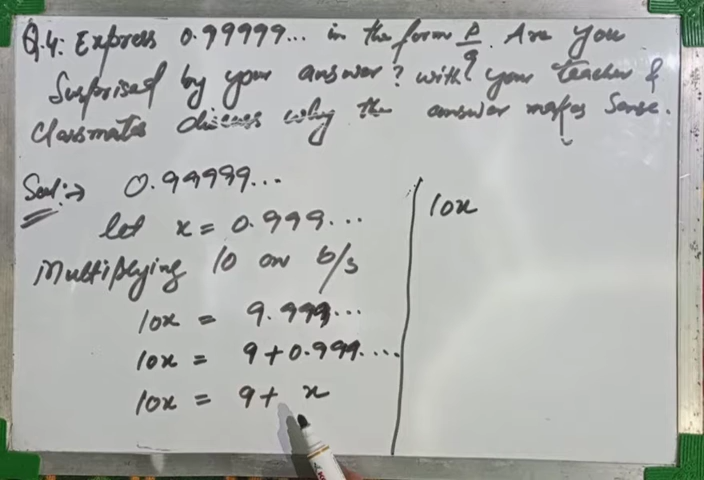 Q.4: Express 0.99999... in the form p/q. Are you
Surprised by your answer? with your teacher &
classmates discuss why the answer makes sense.
Sol:→ 0.99999...
let x = 0.999...
Multiplying 10 on b/s
10x = 9.999...
10x = 9+0.999....
10x = 9+ x
10x